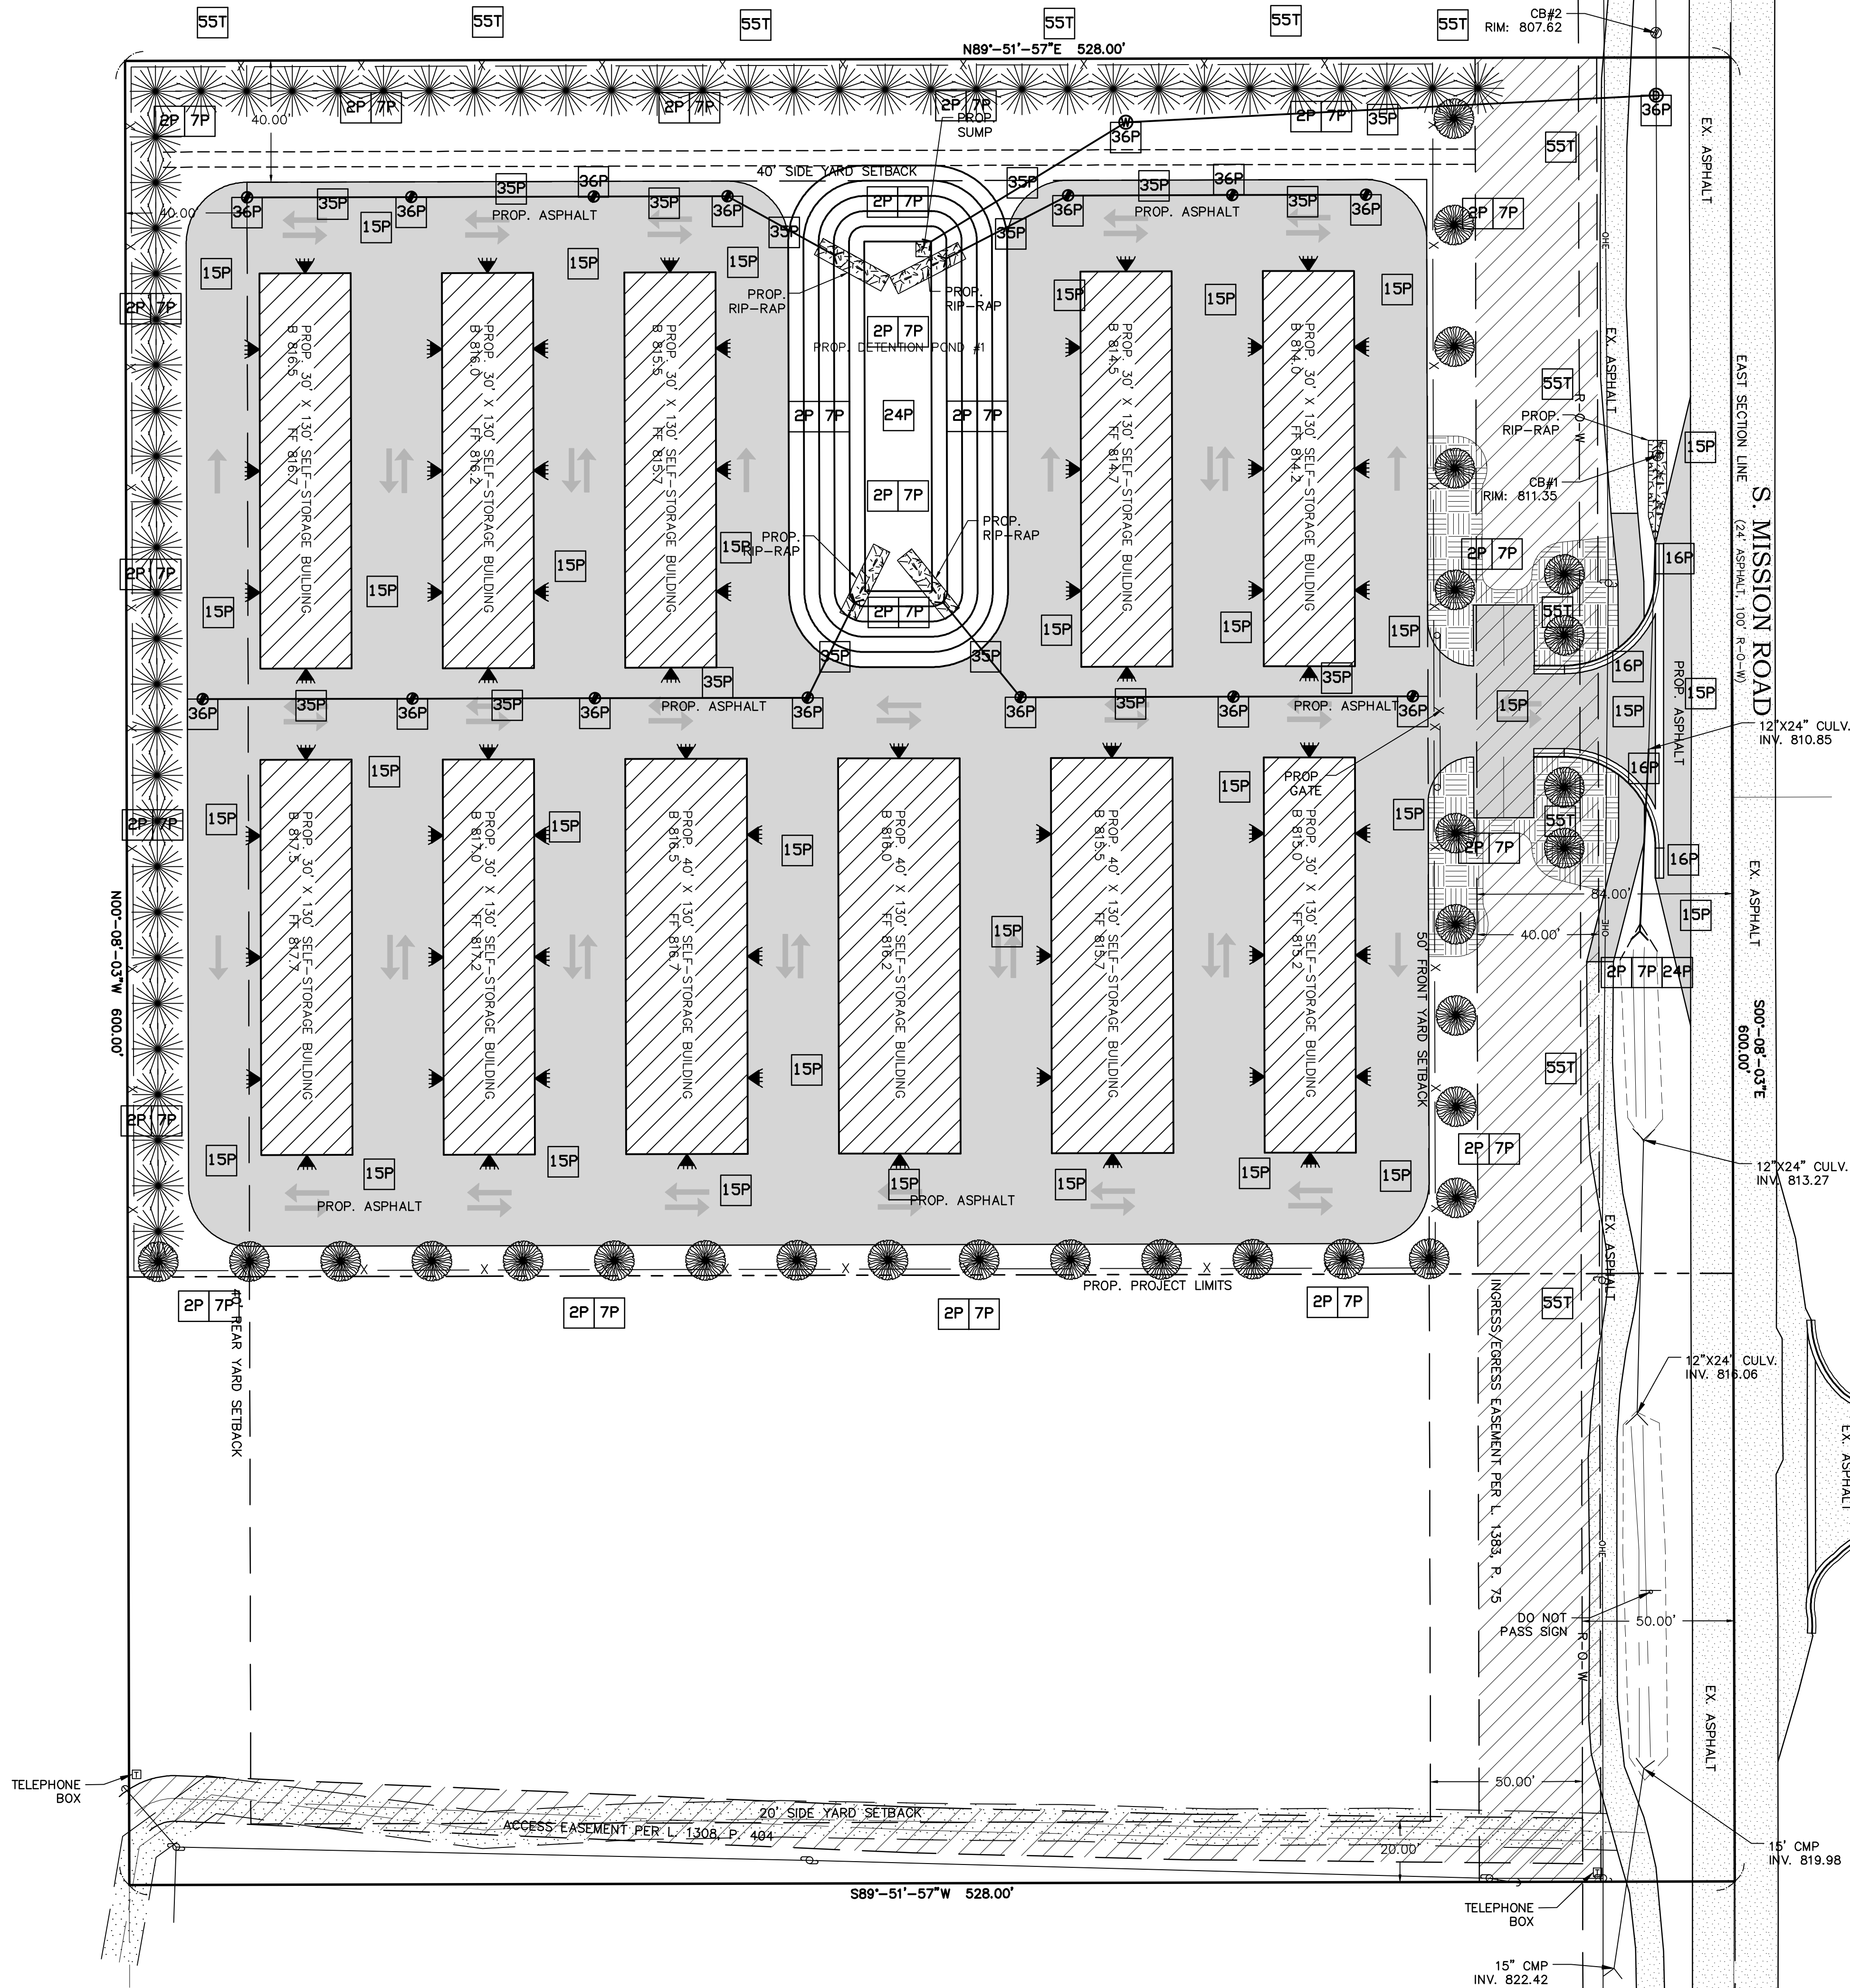 55T
55T
55T
55T
55T
55T
CB#2
RIM: 807.62
N89°-51'-57"E 528.00'
2P 7P
2P 7P
2P 7P
2P 7P
2P 7P
35P
36P
36P
40.00'
PROP.
SUMP
55T
EX. ASPHALT
40' SIDE YARD SETBACK
40.00'
36P
35P
36P
35P
36P
35P
36P
35P
2P 7P
35P
36P
35P
36P
35P
36P
35P
35P
2P 7P
PROP. ASPHALT
PROP. ASPHALT
15P
15P
15P
15P
15P
15P
15P
OHE
2P 7P
PROP.
RIP-RAP
PROP.
RIP-RAP
2P 7P
PROP. DETENTION POND #1
24P
2P 7P
2P 7P
2P 7P
2P 7P
PROP. 30' X 130' SELF-STORAGE BUILDING
B 816.5 FF 816.7
PROP. 30' X 130' SELF-STORAGE BUILDING
B 816.0 FF 816.2
PROP. 30' X 130' SELF-STORAGE BUILDING
B 815.5 FF 815.7
PROP. 30' X 130' SELF-STORAGE BUILDING
B 814.5 FF 814.7
PROP. 30' X 130' SELF-STORAGE BUILDING
B 814.0 FF 814.2
55T
EX. ASPHALT
R-O-W
PROP.
RIP-RAP
CB#1
RIM: 811.35
15P
EAST SECTION LINE
S. MISSION ROAD
(24' ASPHALT, 100' R-O-W)
PROP.
RIP-RAP
PROP.
RIP-RAP
15P
15P
15P
15P
15P
15P
15P
2P 7P
2P 7P
16P
55T
16P
15P
15P
15P
PROP. ASPHALT
35P
35P
35P
35P
36P
35P
36P
35P
36P
36P
36P
35P
36P
36P
PROP. ASPHALT
PROP. ASPHALT
12"X24" CULV.
INV. 810.85
15P
15P
15P
15P
15P
15P
PROP.
GATE
16P
55T
2P 7P
2P 7P
16P
PROP. 30' X 130' SELF-STORAGE BUILDING
B 817.5 FF 817.7
PROP. 30' X 130' SELF-STORAGE BUILDING
B 817.0 FF 817.2
PROP. 40' X 130' SELF-STORAGE BUILDING
B 816.5 FF 816.7
PROP. 40' X 130' SELF-STORAGE BUILDING
B 816.0 FF 816.2
PROP. 40' X 130' SELF-STORAGE BUILDING
B 815.5 FF 815.7
PROP. 30' X 130' SELF-STORAGE BUILDING
B 815.0 FF 815.2
84.00'
40.00'
OHE
15P
EX. ASPHALT
2P 7P 24P
15P
15P
50' FRONT YARD SETBACK
N00°-08'-03"W 600.00'
S00°-08'-03"E
600.00'
55T
2P 7P
2P 7P
15P
15P
15P
15P
15P
15P
15P
15P
12"X24" CULV.
INV. 813.27
PROP. ASPHALT
PROP. ASPHALT
EX. ASPHALT
PROP. PROJECT LIMITS
2P 7P
2P 7P
2P 7P
2P 7P
55T
40' REAR YARD SETBACK
INGRESS/EGRESS EASEMENT PER L. 1383, P. 75
12"X24" CULV.
INV. 816.06
EX. ASPHALT
OHE
DO NOT
PASS SIGN
50.00'
R-O-W
EX. ASPHALT
TELEPHONE
BOX
50.00'
20' SIDE YARD SETBACK
ACCESS EASEMENT PER L. 1308, P. 404
20.00'
15' CMP
INV. 819.98
S89°-51'-57"W 528.00'
TELEPHONE
BOX
15" CMP
INV. 822.42